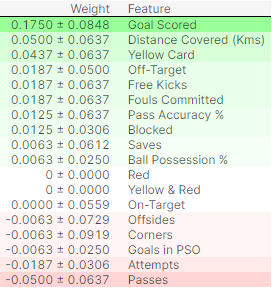 Weight Feature
0.1750 ± 0.0848 Goal Scored
0.0500 ± 0.0637 Distance Covered (Kms)
0.0437 ± 0.0637 Yellow Card
0.0187 ± 0.0500 Off-Target
0.0187 ± 0.0637 Free Kicks
0.0187 ± 0.0637 Fouls Committed
0.0125 ± 0.0637 Pass Accuracy %
0.0125 ± 0.0306 Blocked
0.0063 ± 0.0612 Saves
0.0063 ± 0.0250 Ball Possession %
0 ± 0.0000 Red
0 ± 0.0000 Yellow & Red
0.0000 ± 0.0559 On-Target
-0.0063 ± 0.0729 Offsides
-0.0063 ± 0.0919 Corners
-0.0063 ± 0.0250 Goals in PSO
-0.0187 ± 0.0306 Attempts
-0.0500 ± 0.0637 Passes